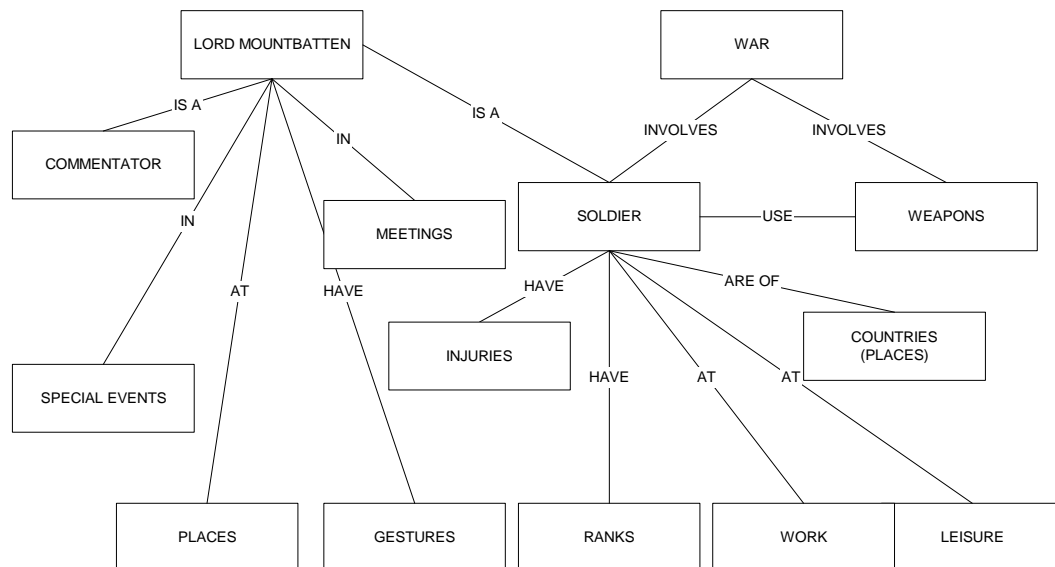 LORD MOUNTBATTEN
WAR
IS A
IS A
COMMENTATOR
IN
INVOLVES
INVOLVES
IN
MEETINGS
SOLDIER
USE
WEAPONS
AT
HAVE
HAVE
ARE OF
INJURIES
COUNTRIES
(PLACES)
SPECIAL EVENTS
HAVE
AT
AT
PLACES
GESTURES
RANKS
WORK
LEISURE